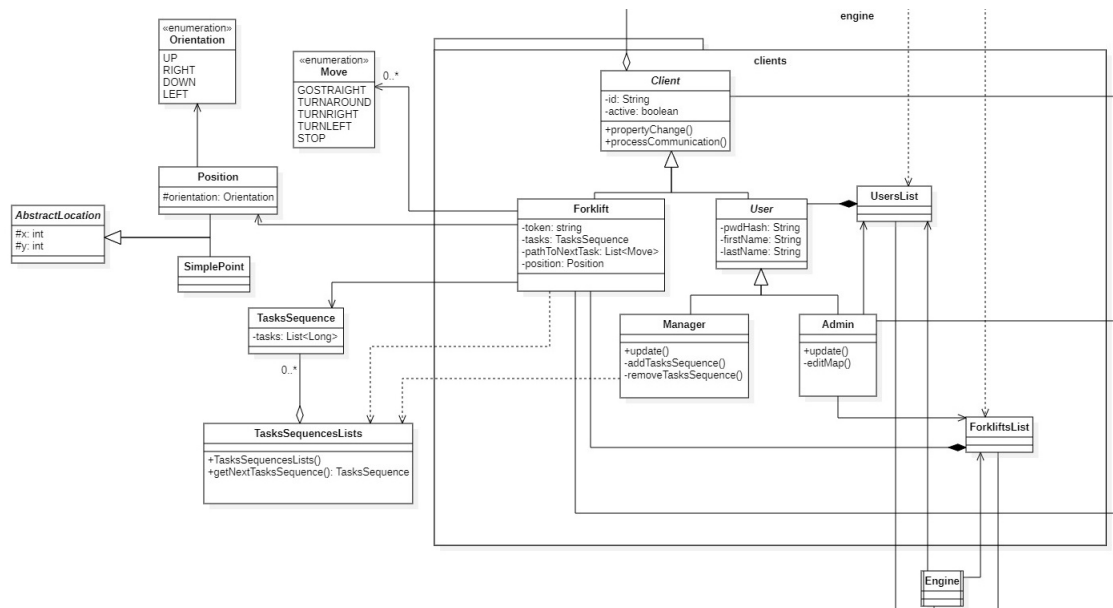 engine
clients
«enumeration»
Orientation
UP
RIGHT
DOWN
LEFT
«enumeration»
Move
GOSTRAIGHT
TURNAROUND
TURNRIGHT
TURNLEFT
STOP
0..*
Client
-id: String
-active: boolean
+propertyChange()
+processCommunication()
Position
#orientation: Orientation
AbstractLocation
#x: int
#y: int
SimplePoint
Forklift
-token: string
-tasks: TasksSequence
-pathToNextTask: List<Move>
-position: Position
User
-pwdHash: String
-firstName: String
-lastName: String
UsersList
TasksSequence
-tasks: List<Long>
0..*
Manager
+update()
-addTasksSequence()
-removeTasksSequence()
Admin
+update()
-editMap()
TasksSequencesLists
+TasksSequencesLists()
+getNextTasksSequence(): TasksSequence
ForkliftsList
Engine